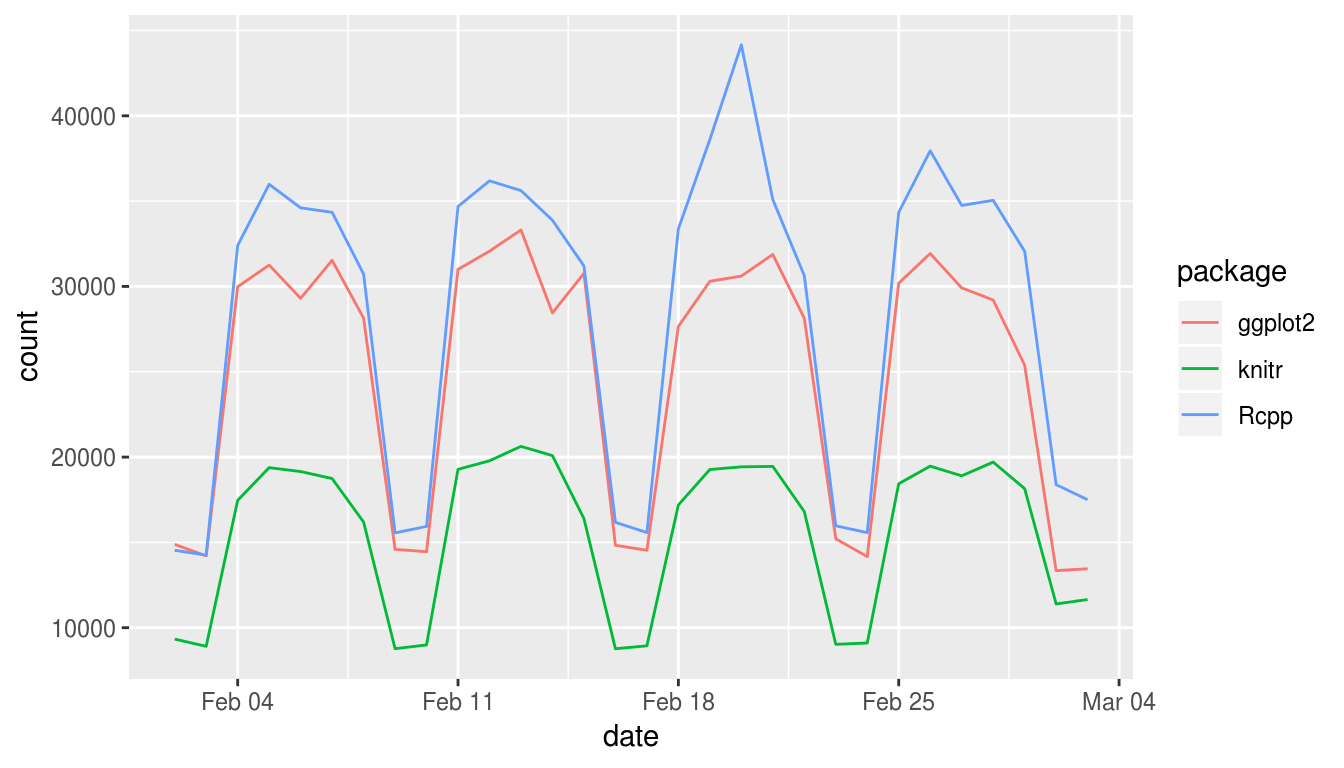 count
40000
30000
20000
10000
Feb 04
Feb 11
Feb 18
Feb 25
Mar 04
date
package
ggplot2
knitr
Rcpp